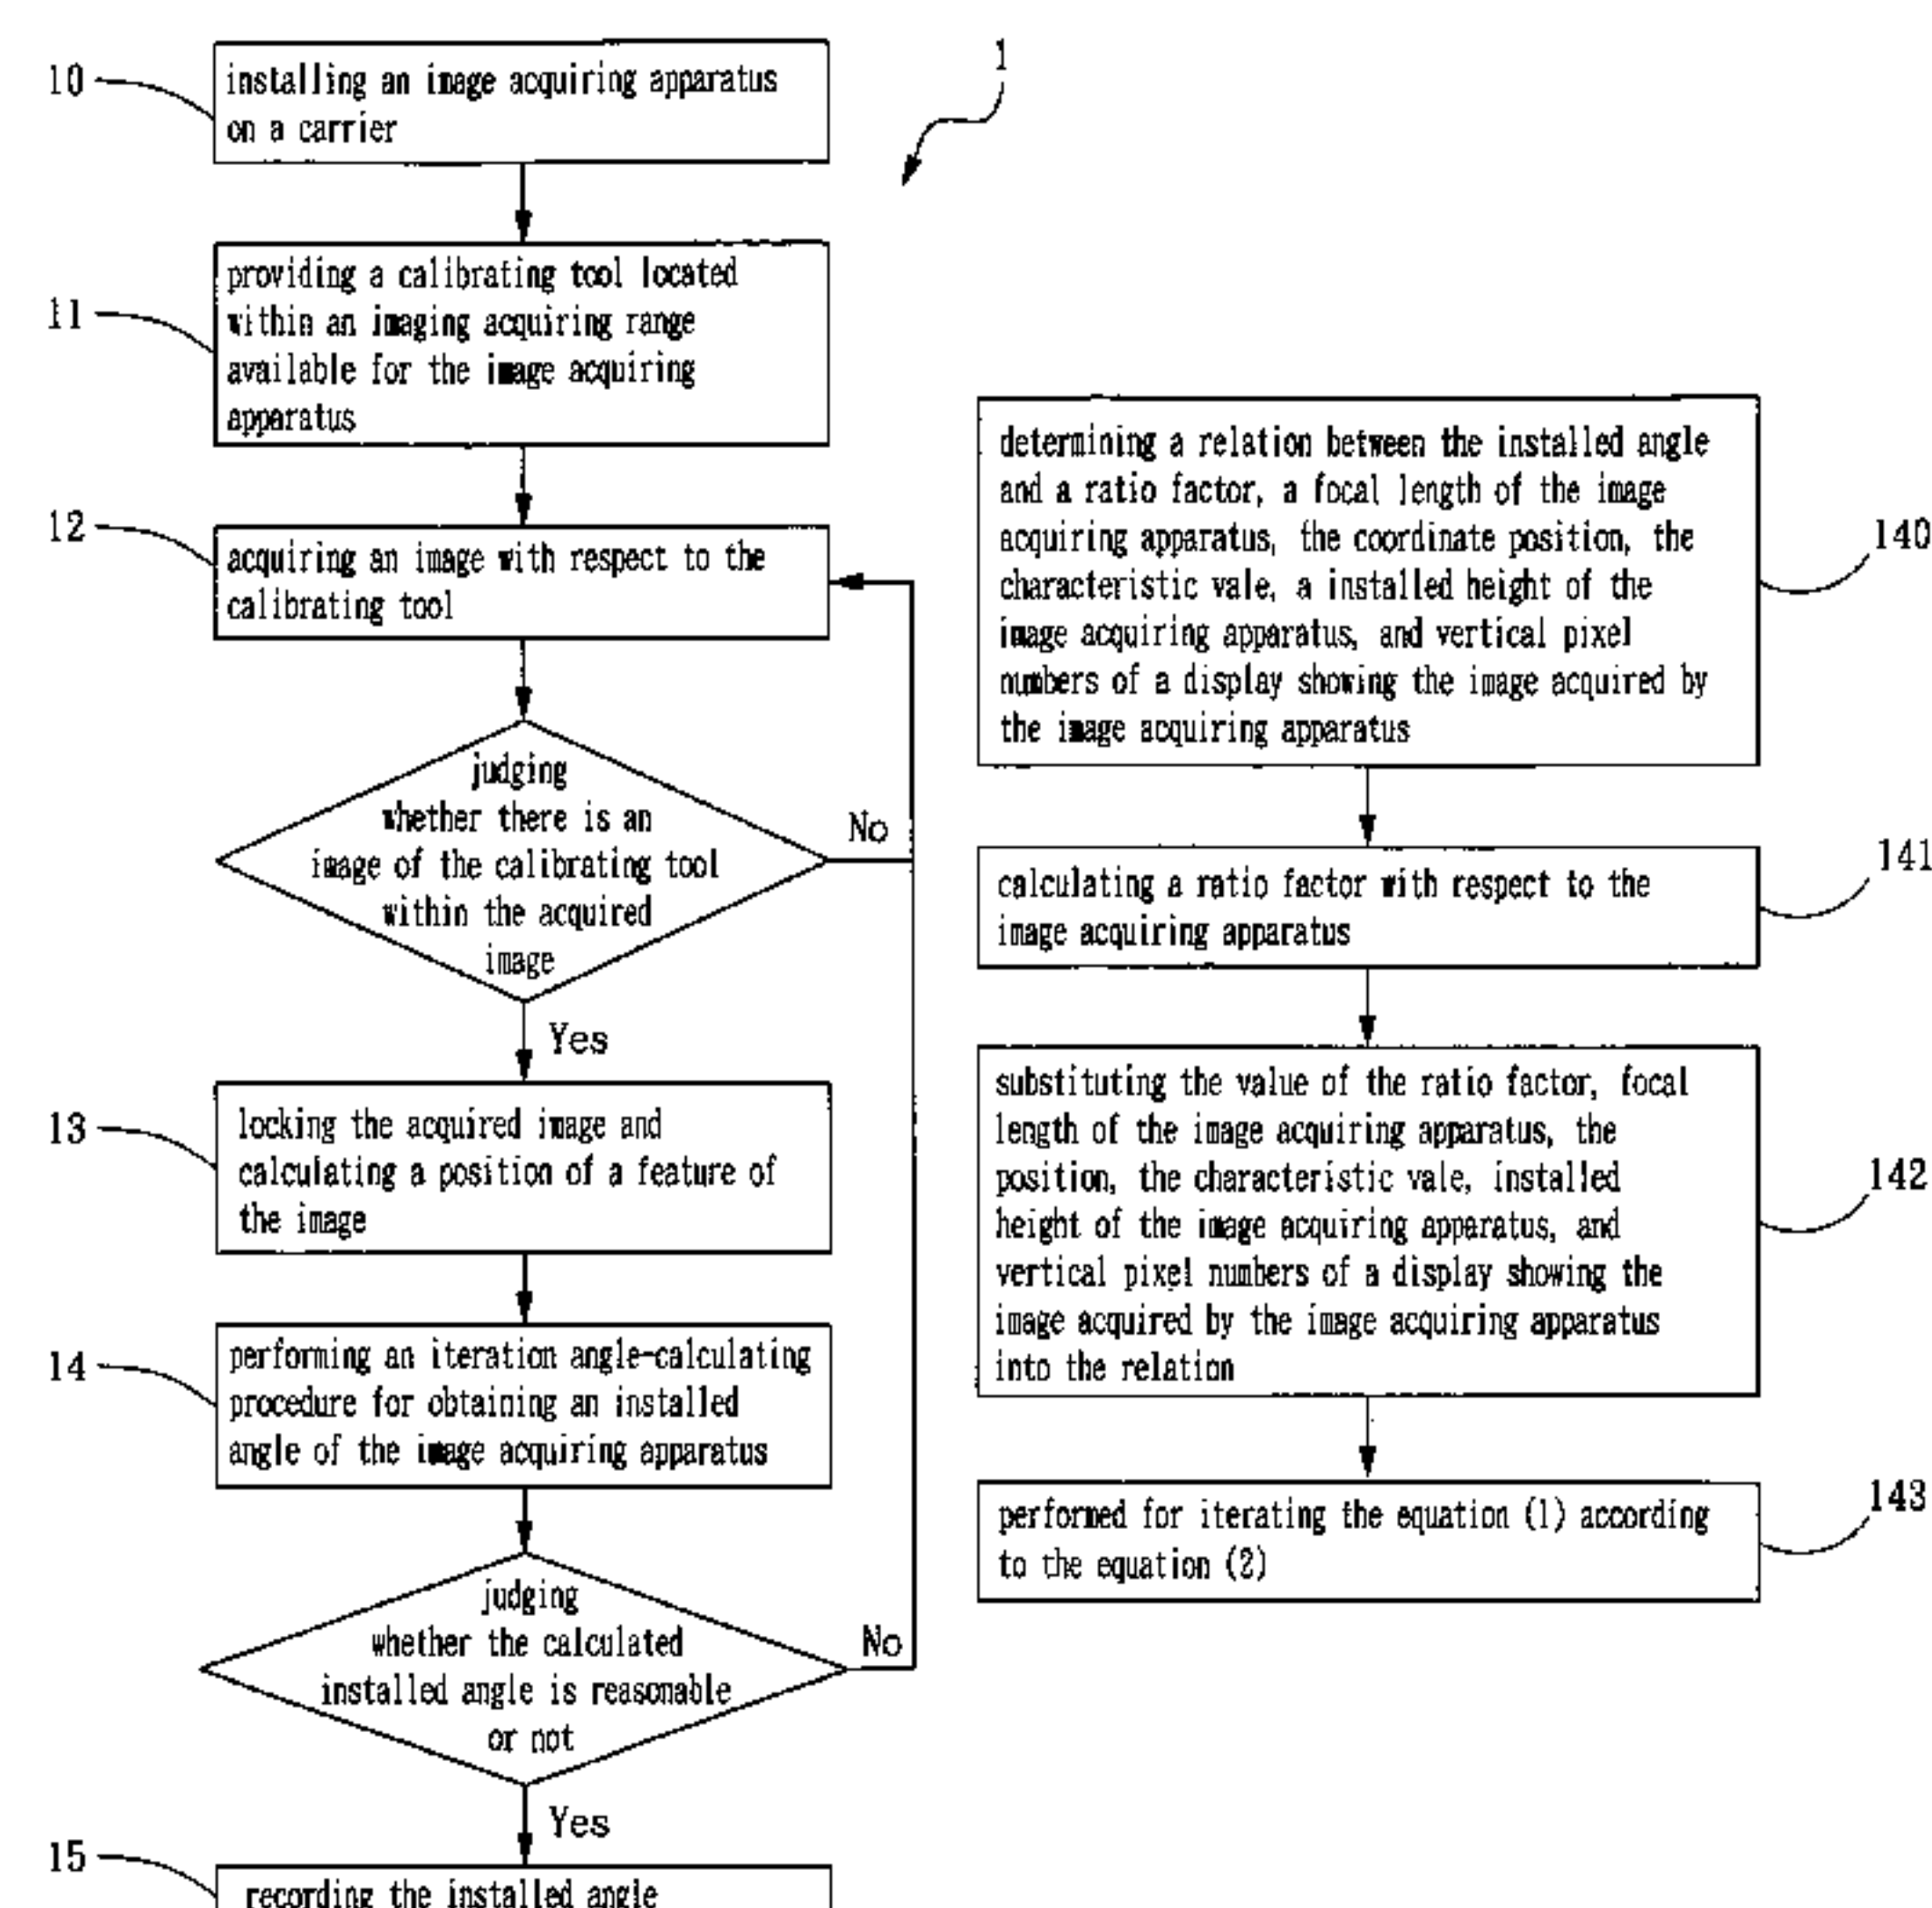 1
10
installing an image acquiring apparatus
on a carrier
11
providing a calibrating tool located
within an imaging acquiring range
available for the image acquiring
apparatus
12
acquiring an image with respect to the
calibrating tool
judging
whether there is an
image of the calibrating tool
within the acquired
image
No
Yes
13
locking the acquired image and
calculating a position of a feature of
the image
14
performing an iteration angle-calculating
procedure for obtaining an installed
angle of the image acquiring apparatus
judging
whether the calculated
installed angle is reasonable
or not
No
Yes
15
recording the installed angle
determining a relation between the installed angle
and a ratio factor, a focal length of the image
acquiring apparatus, the coordinate position, the
characteristic vale, a installed height of the
image acquiring apparatus, and vertical pixel
numbers of a display showing the image acquired by
the image acquiring apparatus
140
calculating a ratio factor with respect to the
image acquiring apparatus
141
substituting the value of the ratio factor, focal
length of the image acquiring apparatus, the
position, the characteristic vale, installed
height of the image acquiring apparatus, and
vertical pixel numbers of a display showing the
image acquired by the image acquiring apparatus
into the relation
142
performed for iterating the equation (1) according
to the equation (2)
143